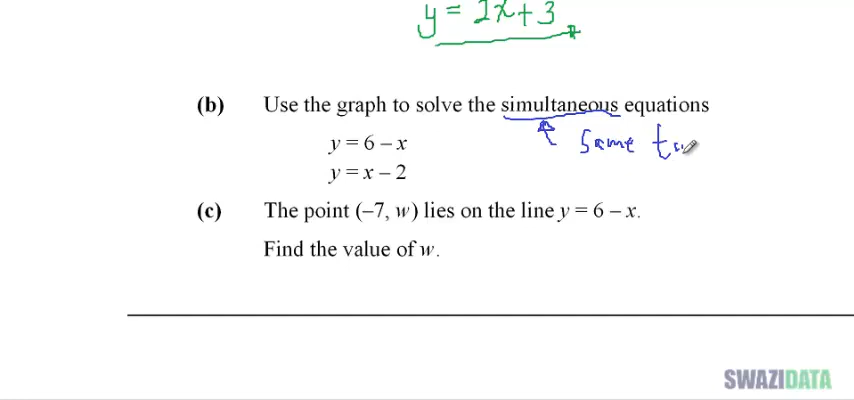 y = 2x + 3
(b) Use the graph to solve the simultaneous equations
y = 6 – x
same
y = x – 2
(c) The point (–7, w) lies on the line y = 6 – x.
Find the value of w.
SWAZIDATA